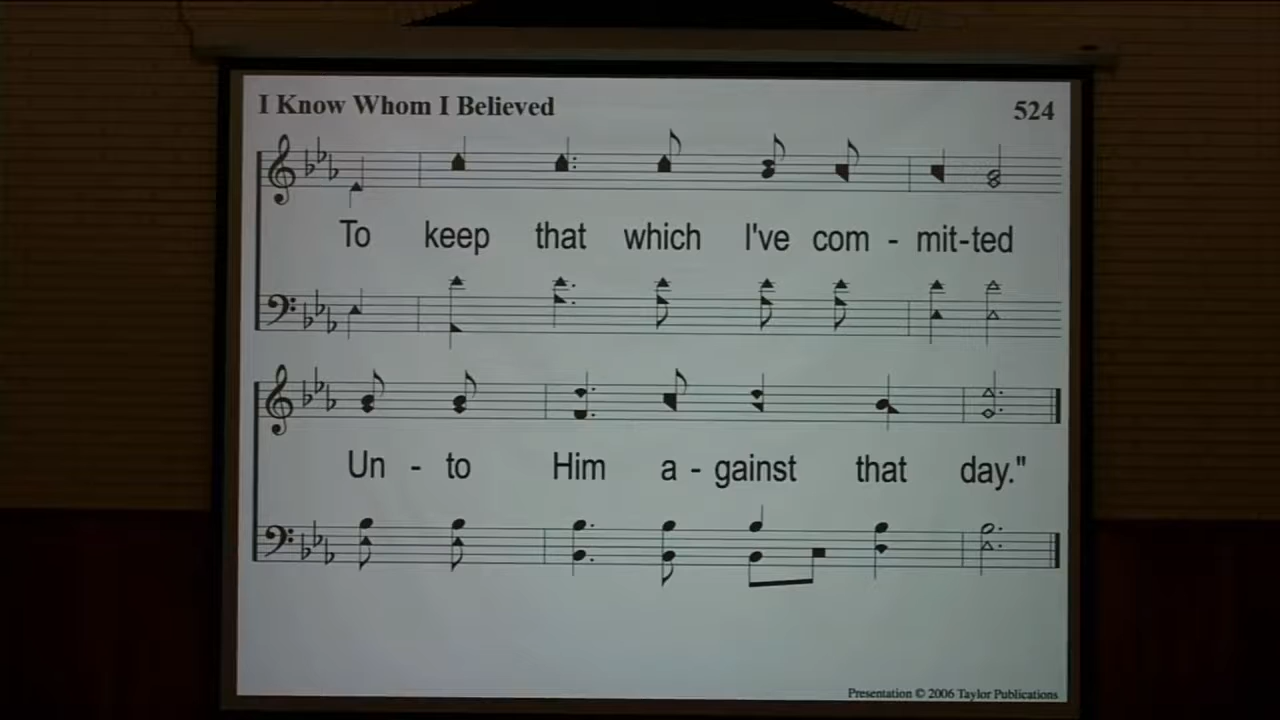 I Know Whom I Believed
524
To keep that which I've com - mit-ted
Un - to Him a - gainst that day."
Presentation © 2006 Taylor Publications